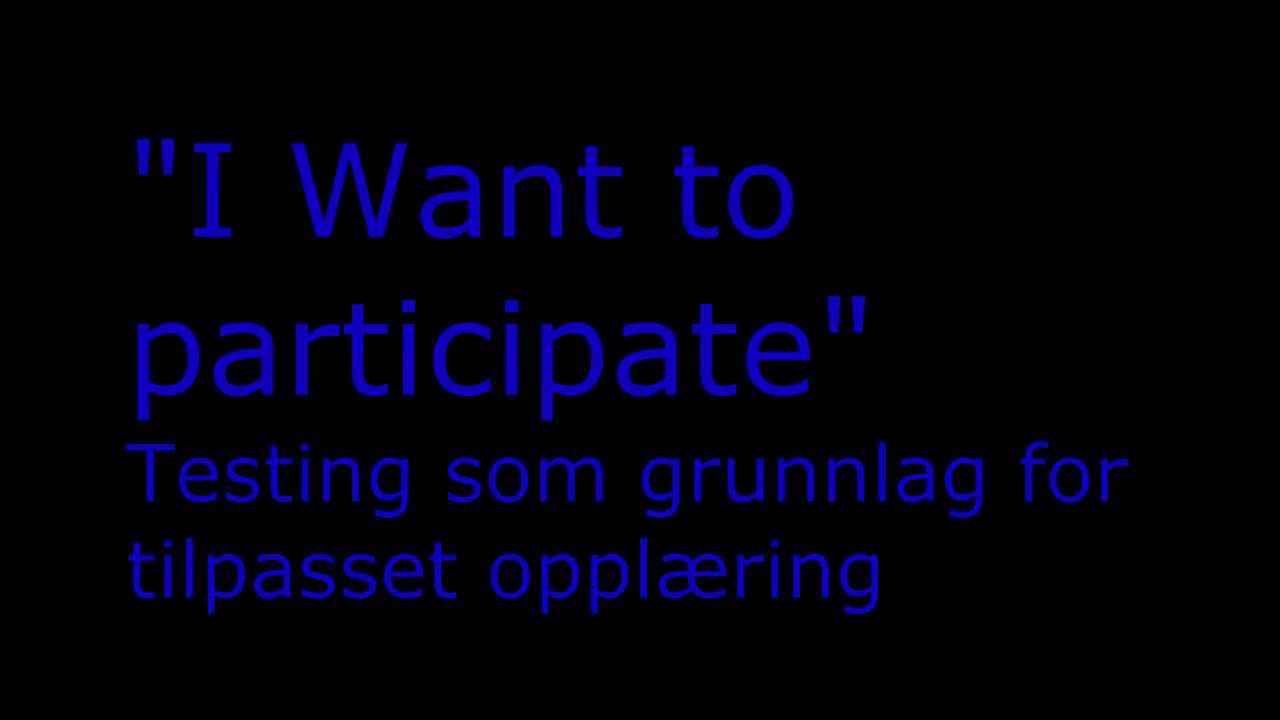 "I Want to
participate"
Testing som grunnlag for
tilpasset opplæring